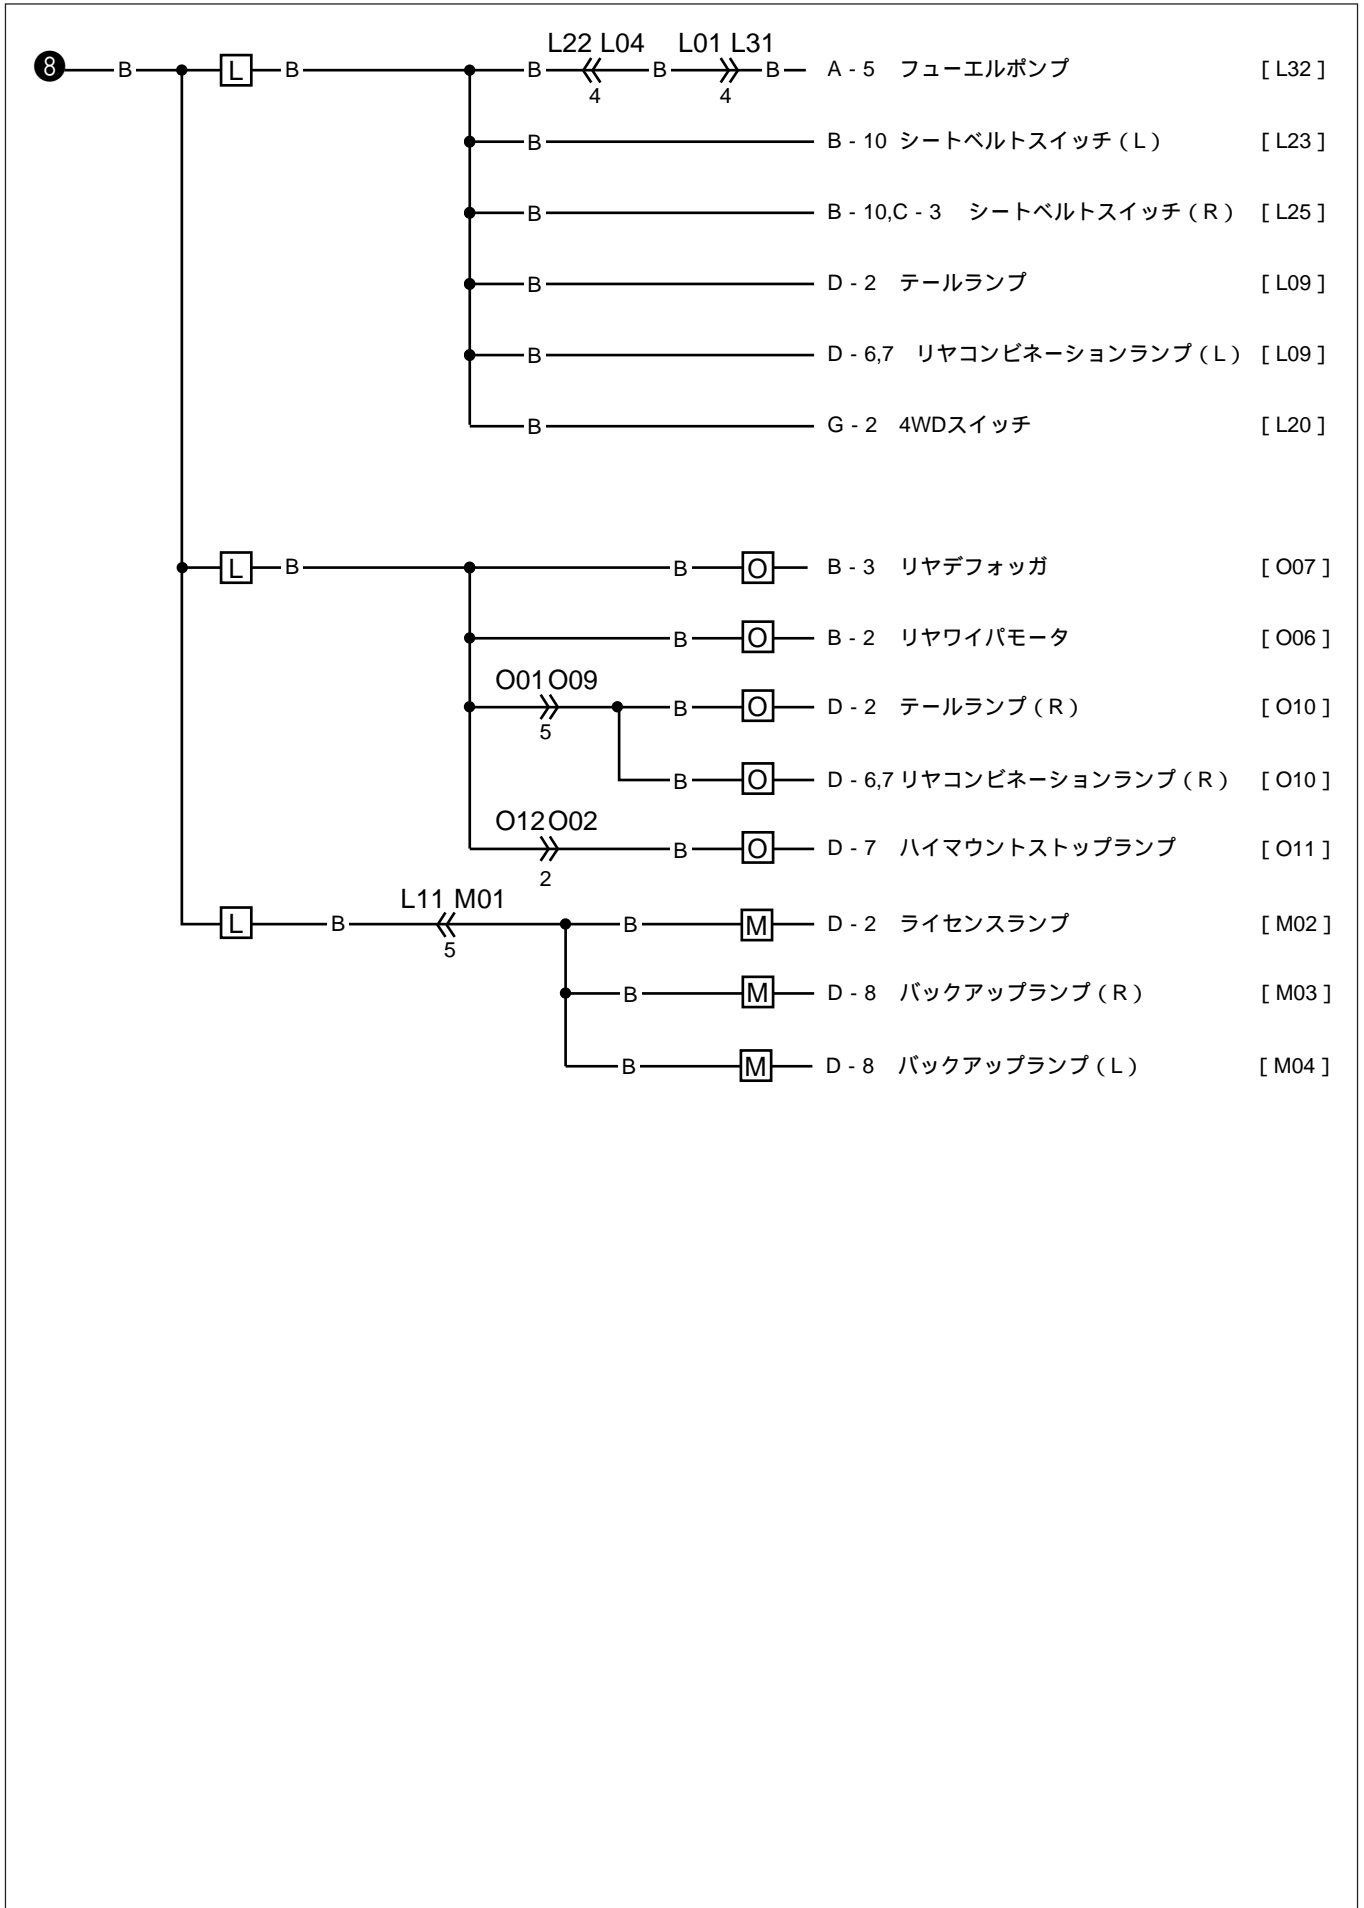 L22 L04 L01 L31
8 B L B B B B A - 5 フューエルポンプ [ L32 ]
4 4
B B - 10 シートベルトスイッチ ( L ) [ L23 ]
B B - 10,C - 3 シートベルトスイッチ ( R ) [ L25 ]
B D - 2 テールランプ [ L09 ]
B D - 6,7 リヤコンビネーションランプ ( L ) [ L09 ]
B G - 2 4WDスイッチ [ L20 ]
L B B O B - 3 リヤデフォッガ [ O07 ]
B O B - 2 リヤワイパモータ [ O06 ]
O01 O09
B O D - 2 テールランプ ( R ) [ O10 ]
5
B O D - 6,7 リヤコンビネーションランプ ( R ) [ O10 ]
O12 O02
B O D - 7 ハイマウントストップランプ [ O11 ]
2
L11 M01
L B B M D - 2 ライセンスランプ [ M02 ]
5
B M D - 8 バックアップランプ ( R ) [ M03 ]
B M D - 8 バックアップランプ ( L ) [ M04 ]